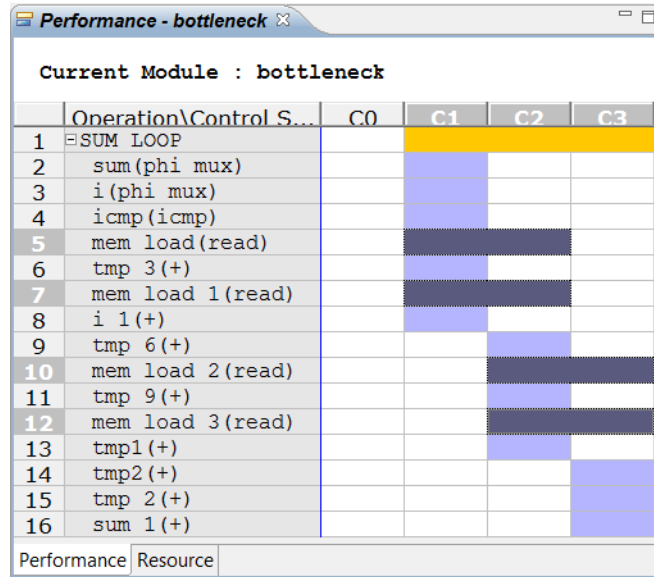 Performance - bottleneck
Current Module : bottleneck
Operation\Control S... C0 C1 C2 C3
1 SUM LOOP
2 sum(phi mux)
3 i(phi mux)
4 icmp(icmp)
5 mem load(read)
6 tmp 3(+)
7 mem load 1(read)
8 i 1(+)
9 tmp 6(+)
10 mem load 2(read)
11 tmp 9(+)
12 mem load 3(read)
13 tmp1(+)
14 tmp2(+)
15 tmp 2(+)
16 sum 1(+)
Performance Resource